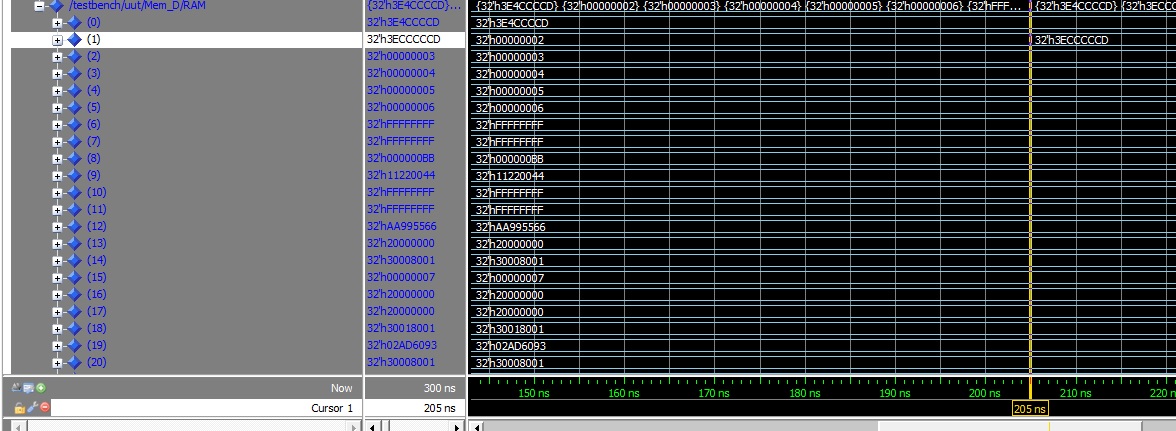 /testbench/uut/Mem_D/RAM {32'h3E4CCCCD}... {32'h3E4CCCCD} {32'h00000002} {32'h00000003} {32'h00000004} {32'h00000005} {32'h00000006} {32'hFFF... {32'h3E4CCCCD} {32'h3ECCC
(0) 32'h3E4CCCCD 32'h3E4CCCCD
(1) 32'h3ECCCCCD 32'h00000002 32'h3ECCCCCD
(2) 32'h00000003 32'h00000003
(3) 32'h00000004 32'h00000004
(4) 32'h00000005 32'h00000005
(5) 32'h00000006 32'h00000006
(6) 32'hFFFFFFFF 32'hFFFFFFFF
(7) 32'hFFFFFFFF 32'hFFFFFFFF
(8) 32'h000000BB 32'h000000BB
(9) 32'h11220044 32'h11220044
(10) 32'hFFFFFFFF 32'hFFFFFFFF
(11) 32'hFFFFFFFF 32'hFFFFFFFF
(12) 32'hAA995566 32'hAA995566
(13) 32'h20000000 32'h20000000
(14) 32'h30008001 32'h30008001
(15) 32'h00000007 32'h00000007
(16) 32'h20000000 32'h20000000
(17) 32'h20000000 32'h20000000
(18) 32'h30018001 32'h30018001
(19) 32'h02AD6093 32'h02AD6093
(20) 32'h30008001 32'h30008001
Now 300 ns 150 ns 160 ns 170 ns 180 ns 190 ns 200 ns 210 ns 220 n
Cursor 1 205 ns 205 ns